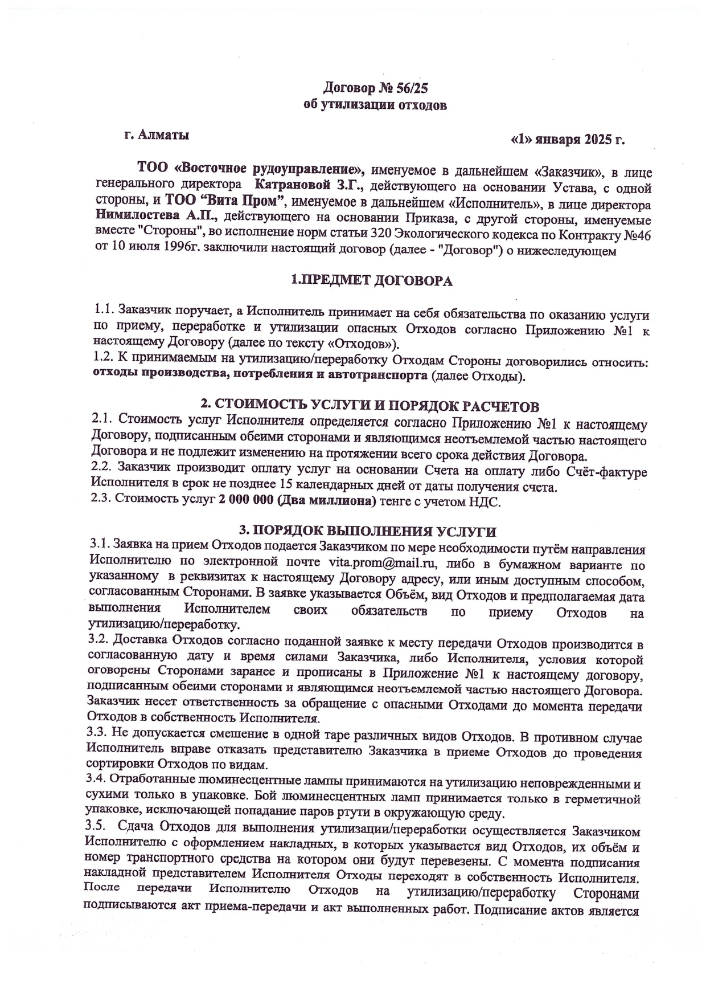 Договор № 56/25
об утилизации отходов
г. Алматы
«1» января 2025 г.
ТОО «Восточное рудоуправление», именуемое в дальнейшем «Заказчик», в лице
генерального директора Катрановой З.Г., действующего на основании Устава, с одной
стороны, и ТОО “Вита Пром”, именуемое в дальнейшем «Исполнитель», в лице директора
Нимилостева А.П., действующего на основании Приказа, с другой стороны, именуемые
вместе "Стороны", во исполнение норм статьи 320 Экологического кодекса по Контракту №46
от 10 июля 1996г. заключили настоящий договор (далее - "Договор") о нижеследующем
1.ПРЕДМЕТ ДОГОВОРА
1.1. Заказчик поручает, а Исполнитель принимает на себя обязательства по оказанию услуги
по приему, переработке и утилизации опасных Отходов согласно Приложению №1 к
настоящему Договору (далее по тексту «Отходов»).
1.2. К принимаемым на утилизацию/переработку Отходам Стороны договорились относить:
отходы производства, потребления и автотранспорта (далее Отходы).
2. СТОИМОСТЬ УСЛУГИ И ПОРЯДОК РАСЧЕТОВ
2.1. Стоимость услуг Исполнителя определяется согласно Приложению №1 к настоящему
Договору, подписанным обеими сторонами и являющимся неотъемлемой частью настоящего
Договора и не подлежит изменению на протяжении всего срока действия Договора.
2.2. Заказчик производит оплату услуг на основании Счета на оплату либо Счёт-фактуре
Исполнителя в срок не позднее 15 календарных дней от даты получения счета.
2.3. Стоимость услуг 2 000 000 (Два миллиона) тенге с учетом НДС.
3. ПОРЯДОК ВЫПОЛНЕНИЯ УСЛУГИ
3.1. Заявка на прием Отходов подается Заказчиком по мере необходимости путём направления
Исполнителю по электронной почте vita.prom@mail.ru, либо в бумажном варианте по
указанному в реквизитах к настоящему Договору адресу, или иным доступным способом,
согласованным Сторонами. В заявке указывается Объём, вид Отходов и предполагаемая дата
выполнения Исполнителем своих обязательств по приему Отходов на
утилизацию/переработку.
3.2. Доставка Отходов согласно поданной заявке к месту передачи Отходов производится в
согласованную дату и время силами Заказчика, либо Исполнителя, условия которой
оговорены Сторонами заранее и прописаны в Приложение №1 к настоящему договору,
подписанным обеими сторонами и являющимся неотъемлемой частью настоящего Договора.
Заказчик несет ответственность за обращение с опасными Отходами до момента передачи
Отходов в собственность Исполнителя.
3.3. Не допускается смешение в одной таре различных видов Отходов. В противном случае
Исполнитель вправе отказать представителю Заказчика в приеме Отходов до проведения
сортировки Отходов по видам.
3.4. Отработанные люминесцентные лампы принимаются на утилизацию неповрежденными и
сухими только в упаковке. Бой люминесцентных ламп принимается только в герметичной
упаковке, исключающей попадание паров ртути в окружающую среду.
3.5. Сдача Отходов для выполнения утилизации/переработки осуществляется Заказчиком
Исполнителю с оформлением накладных, в которых указывается вид Отходов, их объём и
номер транспортного средства на котором они будут перевезены. С момента подписания
накладной представителем Исполнителя Отходы переходят в собственность Исполнителя.
После передачи Исполнителю Отходов на утилизацию/переработку Сторонами
подписываются акт приема-передачи и акт выполненных работ. Подписание актов является